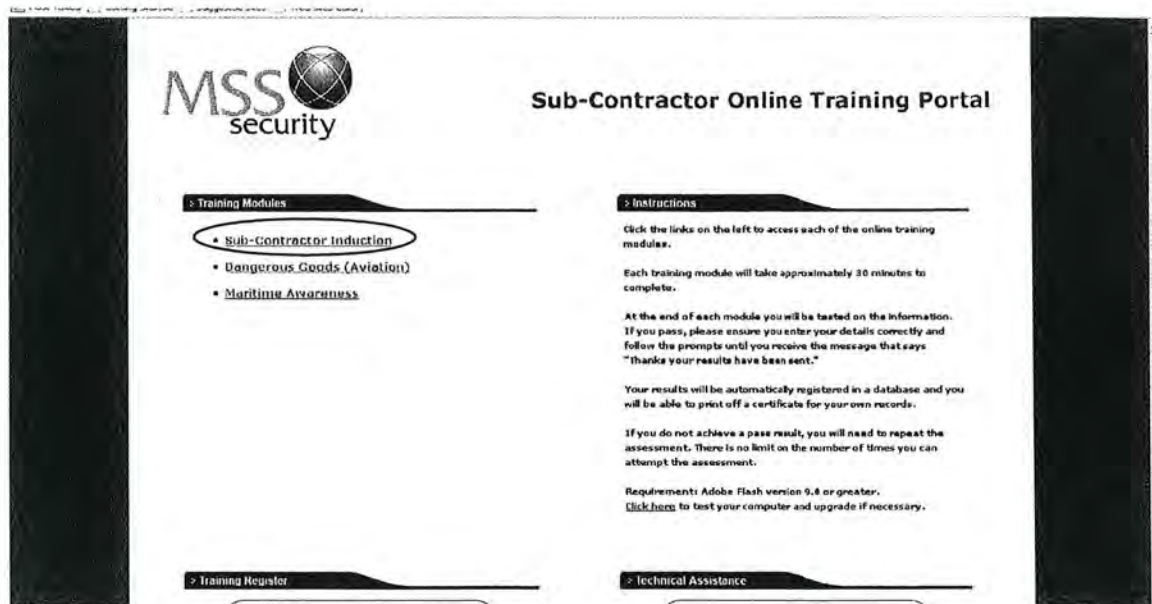 MSS
security
Sub-Contractor Online Training Portal
> Training Modules
• Sub-Contractor Induction
• Dangerous Goods (Aviation)
• Maritime Awareness
> Instructions
Click the links on the left to access each of the online training
modules.
Each training module will take approximately 30 minutes to
complete.
At the end of each module you will be tested on the information.
If you pass, please ensure you enter your details correctly and
follow the prompts until you receive the message that says
"Thanks your results have been sent."
Your results will be automatically registered in a database and you
will be able to print off a certificate for your own records.
If you do not achieve a pass result, you will need to repeat the
assessment. There is no limit on the number of times you can
attempt the assessment.
Requirement: Adobe Flash version 9.0 or greater.
Click here to test your computer and upgrade if necessary.
> Training Register
> Technical Assistance